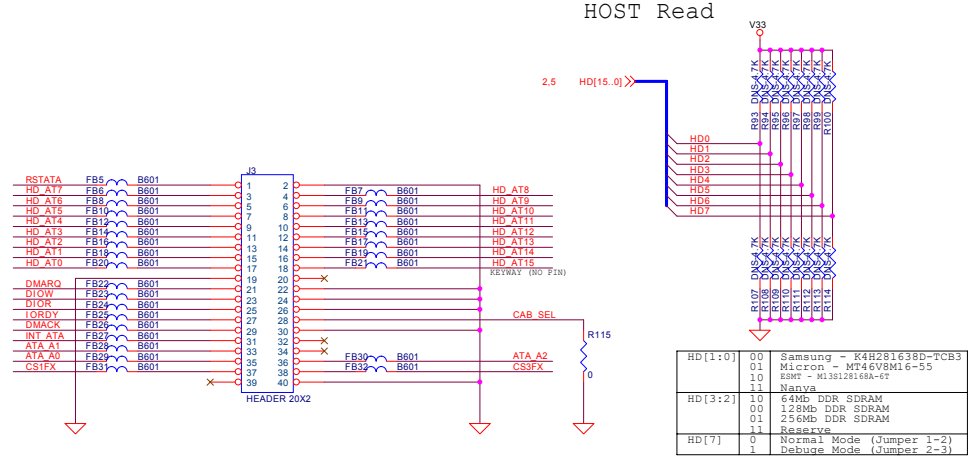 HOST Read
V33
2,5 HD[15..0]
DNS-4.7K DNS-4.7K DNS-4.7K DNS-4.7K DNS-4.7K DNS-4.7K DNS-4.7K DNS-4.7K
R93 R94 R95 R96 R97 R98 R99 R100
HD0
HD1
HD2
HD3
HD4
HD5
HD6
HD7
DNS-4.7K DNS-4.7K DNS-4.7K DNS-4.7K DNS-4.7K DNS-4.7K DNS-4.7K DNS-4.7K
R107 R108 R109 R110 R111 R112 R113 R114
J3
RSTATA FB5 B601 1 2
HD_AT7 FB6 B601 3 4 FB7 B601 HD_AT8
HD_AT6 FB8 B601 5 6 FB9 B601 HD_AT9
HD_AT5 FB10 B601 7 8 FB11 B601 HD_AT10
HD_AT4 FB12 B601 9 10 FB13 B601 HD_AT11
HD_AT3 FB14 B601 11 12 FB15 B601 HD_AT12
HD_AT2 FB16 B601 13 14 FB17 B601 HD_AT13
HD_AT1 FB18 B601 15 16 FB19 B601 HD_AT14
HD_AT0 FB20 B601 17 18 FB21 B601 HD_AT15
19 20 KEYWAY (NO PIN)
DMARQ FB22 B601 21 22
DIOW FB23 B601 23 24
DIOR FB24 B601 25 26
IORDY FB25 B601 27 28 CAB_SEL
DMACK FB26 B601 29 30
INT_ATA FB27 B601 31 32
ATA_A1 FB28 B601 33 34
ATA_A0 FB29 B601 35 36 FB30 B601 ATA_A2
CS1FX FB31 B601 37 38 FB32 B601 CS3FX
39 40
HEADER 20X2
R115
0
HD[1:0] 00 Samsung - K4H281638D-TCB3
01 Micron - MT46V8M16-55
10 ESMT - M13S128168A-6T
11 Nanya
HD[3:2] 10 64Mb DDR SDRAM
00 128Mb DDR SDRAM
01 256Mb DDR SDRAM
11 Reserve
HD[7] 0 Normal Mode (Jumper 1-2)
1 Debuge Mode (Jumper 2-3)